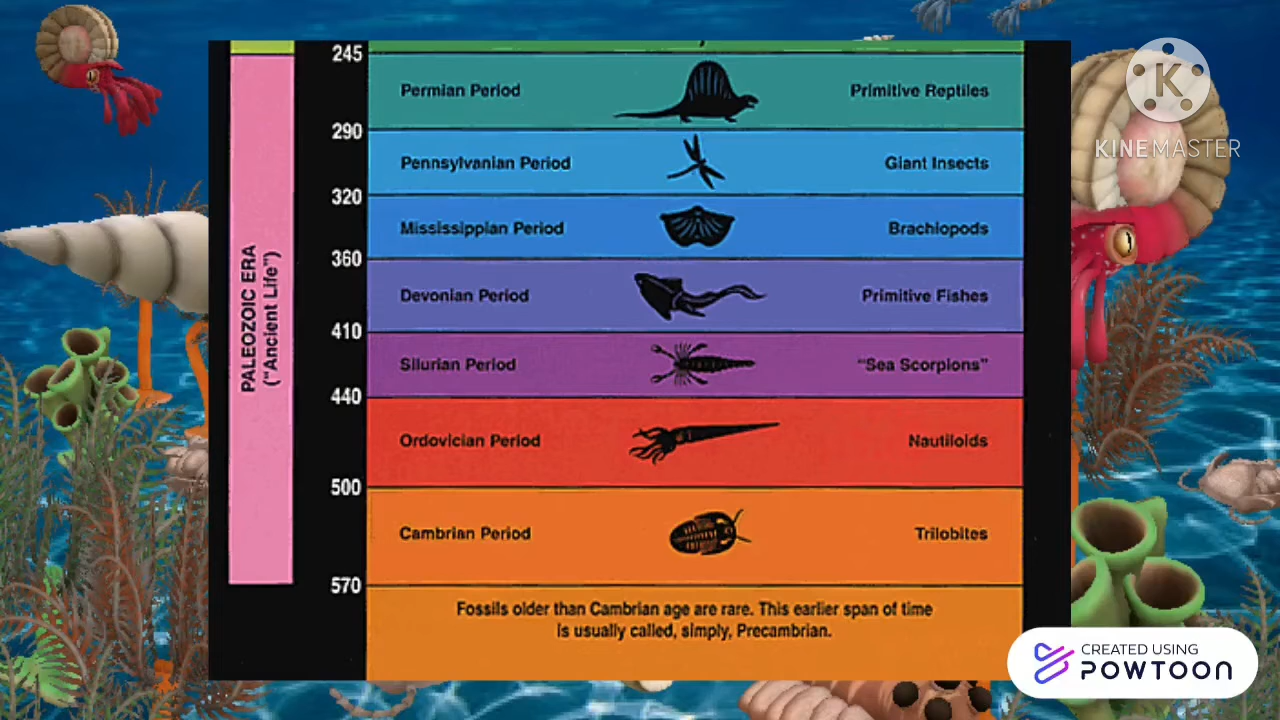 245
Permian Period Primitive Reptiles
290
Pennsylvanian Period Giant Insects
320
Mississippian Period Brachiopods
360
Devonian Period Primitive Fishes
410
Silurian Period "Sea Scorpions"
440
Ordovician Period Nautiloids
500
Cambrian Period Trilobites
570
Fossils older than Cambrian age are rare. This earlier span of time
is usually called, simply, Precambrian.
PALEOZOIC ERA
("Ancient Life")
K
KINEMASTER
CREATED USING
POWTOON